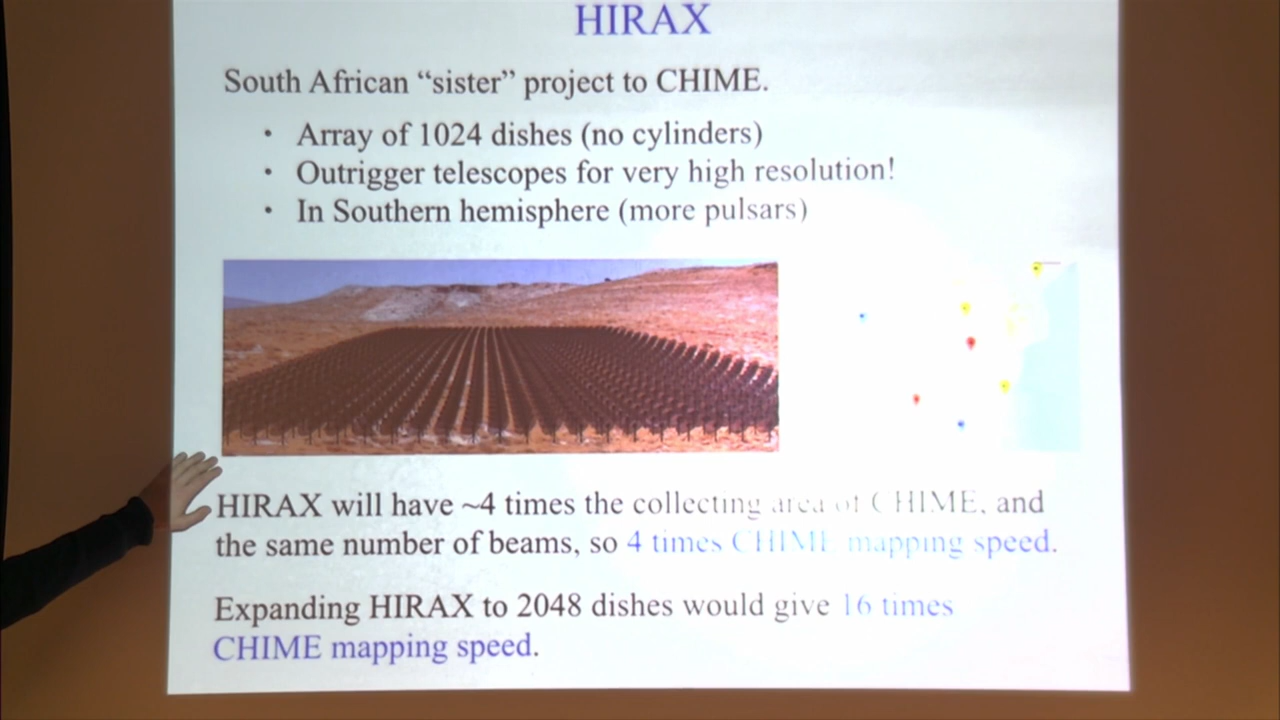 HIRAX
South African “sister” project to CHIME.
• Array of 1024 dishes (no cylinders)
• Outrigger telescopes for very high resolution!
• In Southern hemisphere (more pulsars)
HIRAX will have ~4 times the collecting area of CHIME, and
the same number of beams, so 4 times CHIME mapping speed.
Expanding HIRAX to 2048 dishes would give 16 times
CHIME mapping speed.